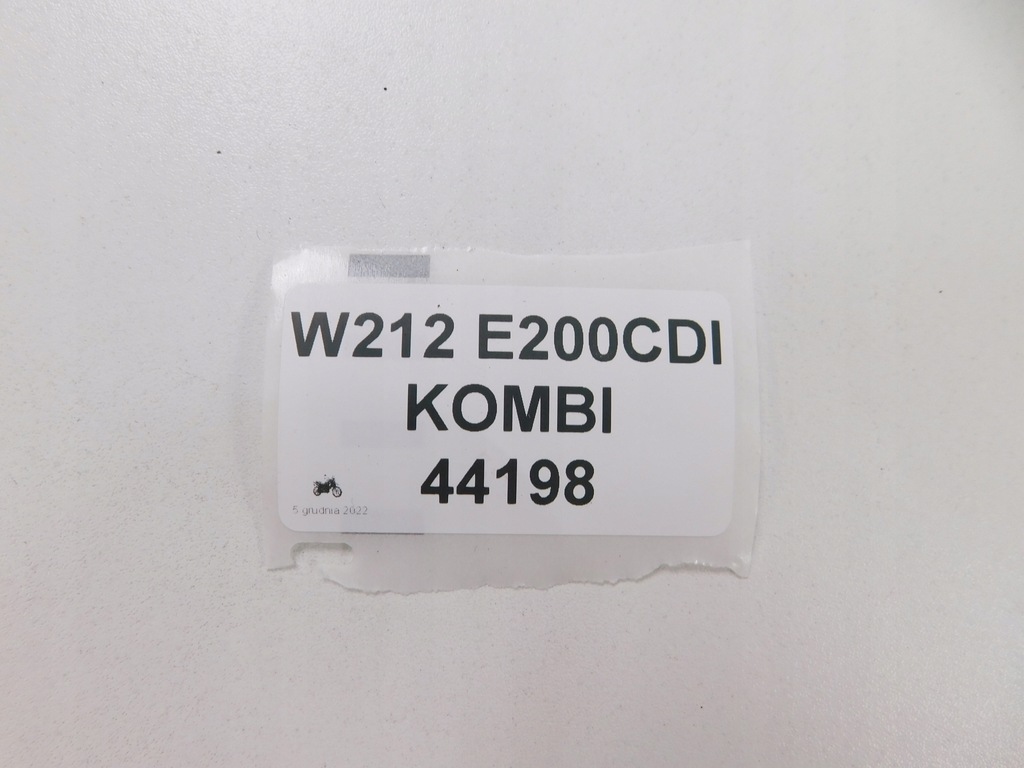 W212 E200CDI
KOMBI
44198
5 grudnia 2022